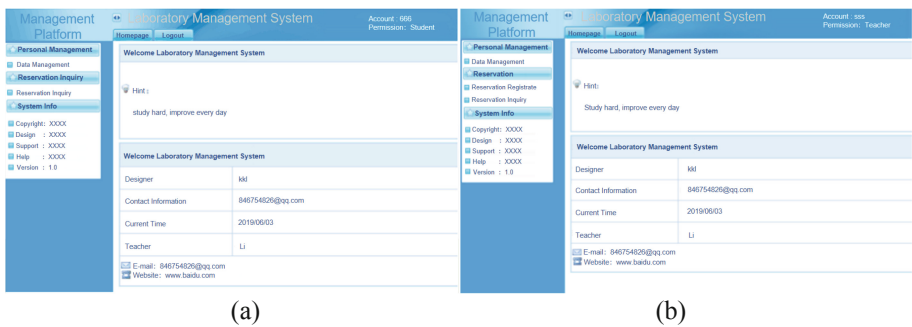 Management Platform
Laboratory Management System
Account : 666
Permission: Student
Homepage Logout
Personal Management
Data Management
Reservation Inquiry
Reservation Inquiry
System Info
Copyright: XXXX
Design : XXXX
Support : XXXX
Help : XXXX
Version : 1.0
Welcome Laboratory Management System
Hint :
study hard, improve every day
Welcome Laboratory Management System
Designer kkl
Contact Information 846754826@qq.com
Current Time 2019/06/03
Teacher Li
E-mail: 846754826@qq.com
Website: www.baidu.com
(a)
Management Platform
Laboratory Management System
Account : sss
Permission: Teacher
Homepage Logout
Personal Management
Data Management
Reservation
Reservation Registrate
Reservation Inquiry
System Info
Copyright: XXXX
Design : XXXX
Support : XXXX
Help : XXXX
Version : 1.0
Welcome Laboratory Management System
Hint:
Study hard, improve every day
Welcome Laboratory Management System
Designer kkl
Contact Information 846754826@qq.com
Current Time 2019/06/03
Teacher Li
E-mail: 846754826@qq.com
Website: www.baidu.com
(b)